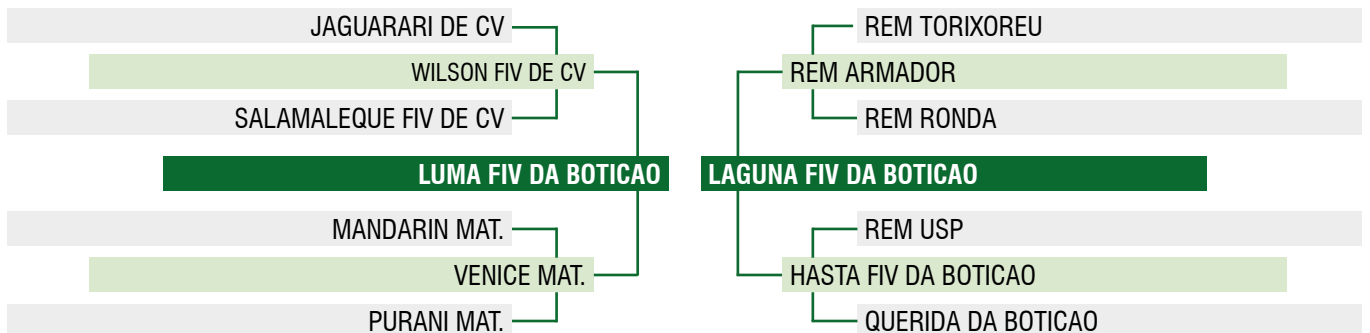 JAGUARARI DE CV
WILSON FIV DE CV
SALAMALEQUE FIV DE CV
LUMA FIV DA BOTICAO
MANDARIN MAT.
VENICE MAT.
PURANI MAT.
REM TORIXOREU
REM ARMADOR
REM RONDA
LAGUNA FIV DA BOTICAO
REM USP
HASTA FIV DA BOTICAO
QUERIDA DA BOTICAO